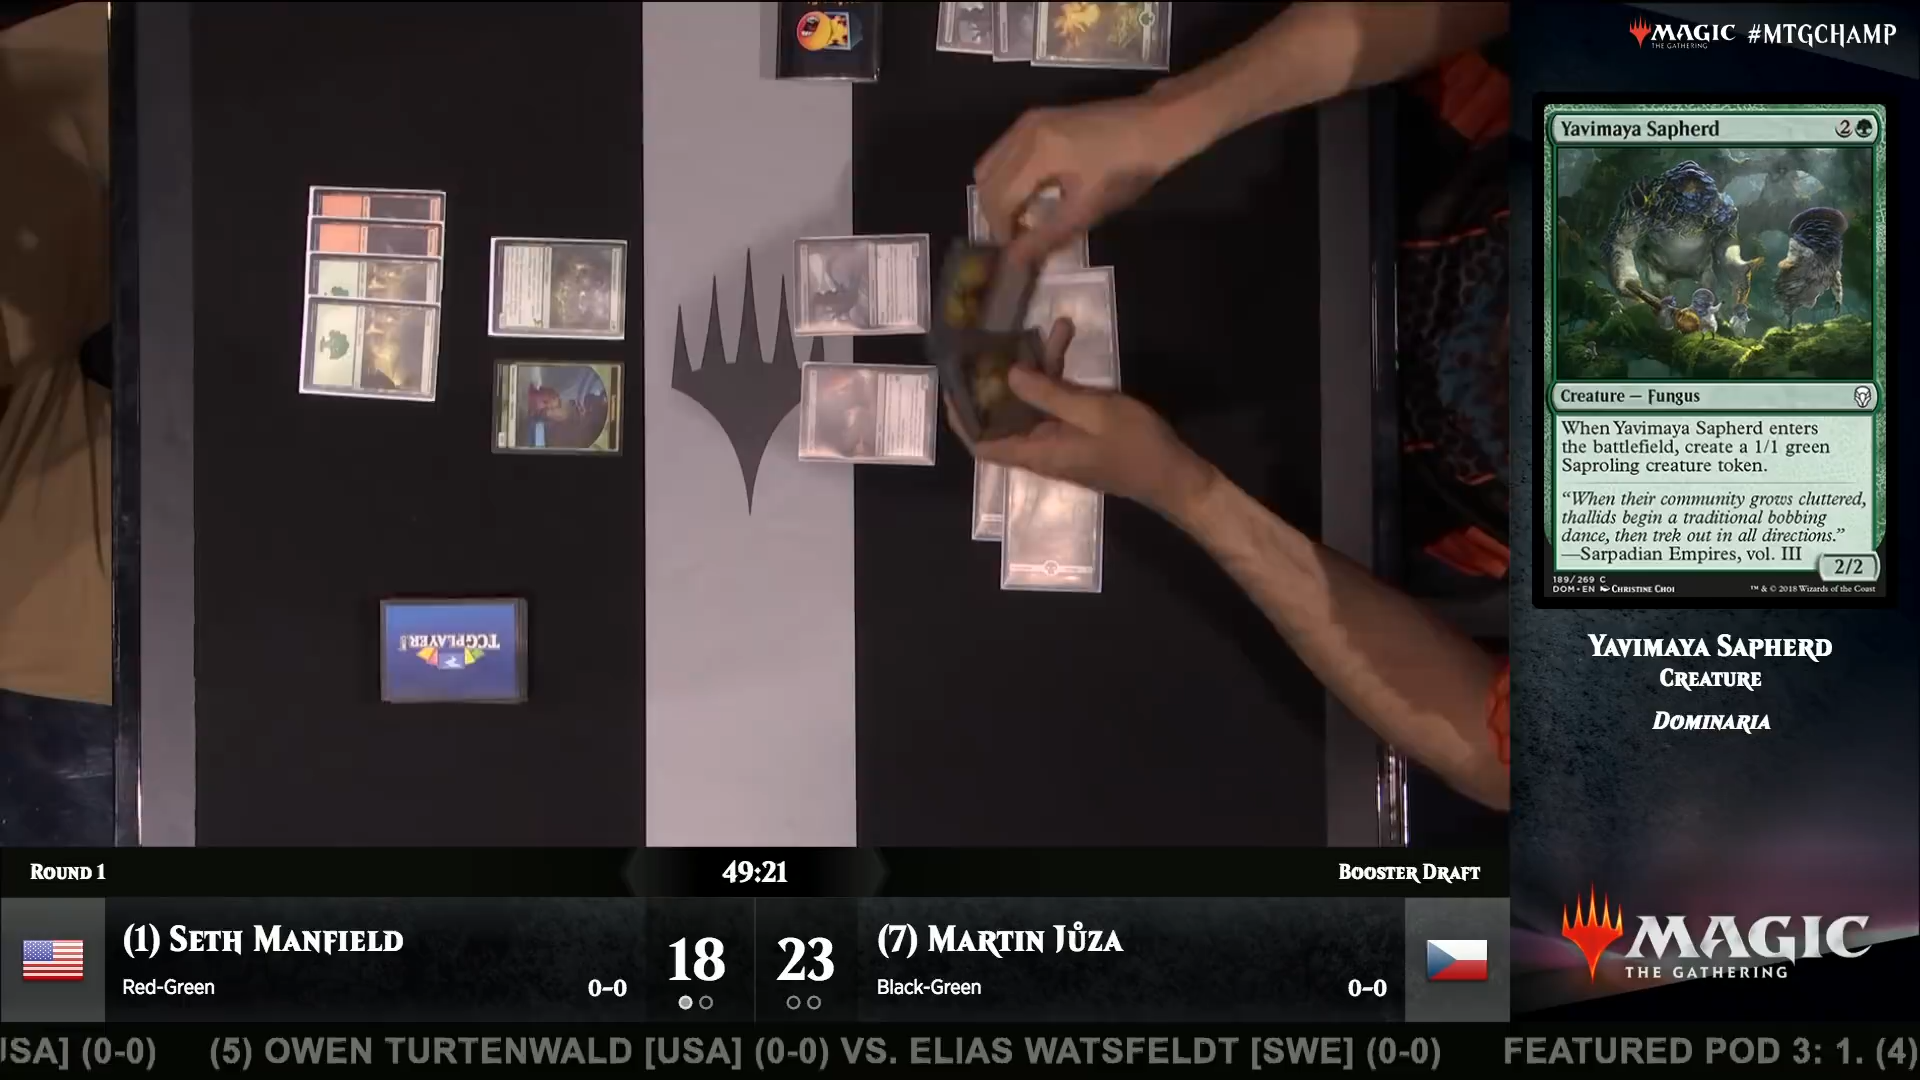 MAGIC
THE GATHERING
#MTGCHAMP
Yavimaya Sapherd 2
Creature — Fungus
When Yavimaya Sapherd enters
the battlefield, create a 1/1 green
Saproling creature token.
“When their community grows cluttered,
thallids begin a traditional bobbing
dance, then trek out in all directions.”
—Sarpadian Empires, vol. III
2/2
189/269 C
DOM • EN Christine Choi
™ & © 2018 Wizards of the Coast
Yavimaya Sapherd
Creature
Dominaria
TCGPLAYER
Round 1
49:21
Booster Draft
(1) Seth Manfield
Red-Green
0–0
18
23
(7) Martin Jůza
Black-Green
0–0
MAGIC
THE GATHERING
USA] (0-0) (5) OWEN TURTENWALD [USA] (0-0) VS. ELIAS WATSFELDT [SWE] (0-0) FEATURED POD 3: 1. (4)